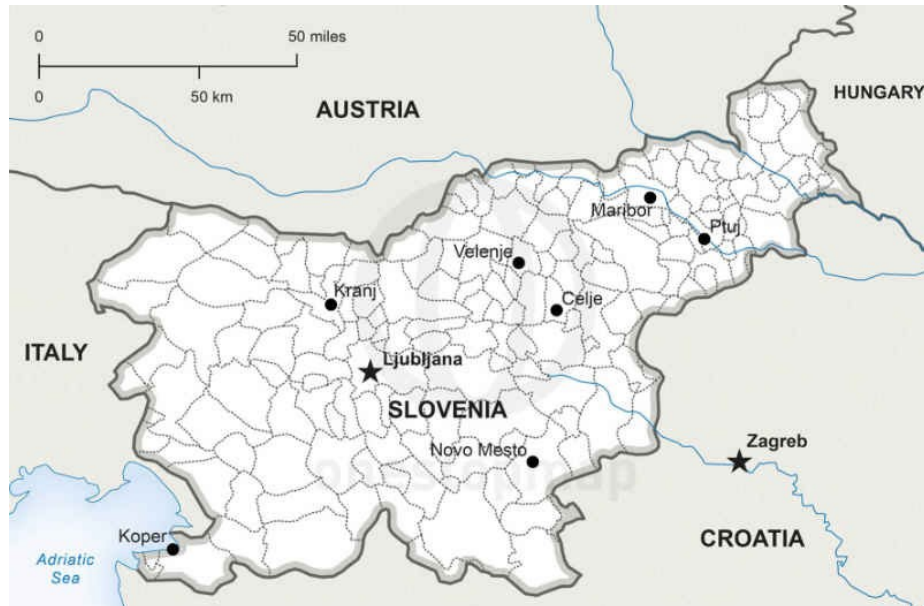 0
50 miles
0
50 km
AUSTRIA
HUNGARY
Maribor
Ptuj
Velenje
Kranj
Celje
ITALY
Ljubljana
SLOVENIA
Novo Mesto
Zagreb
onestopmap
Koper
CROATIA
Adriatic
Sea